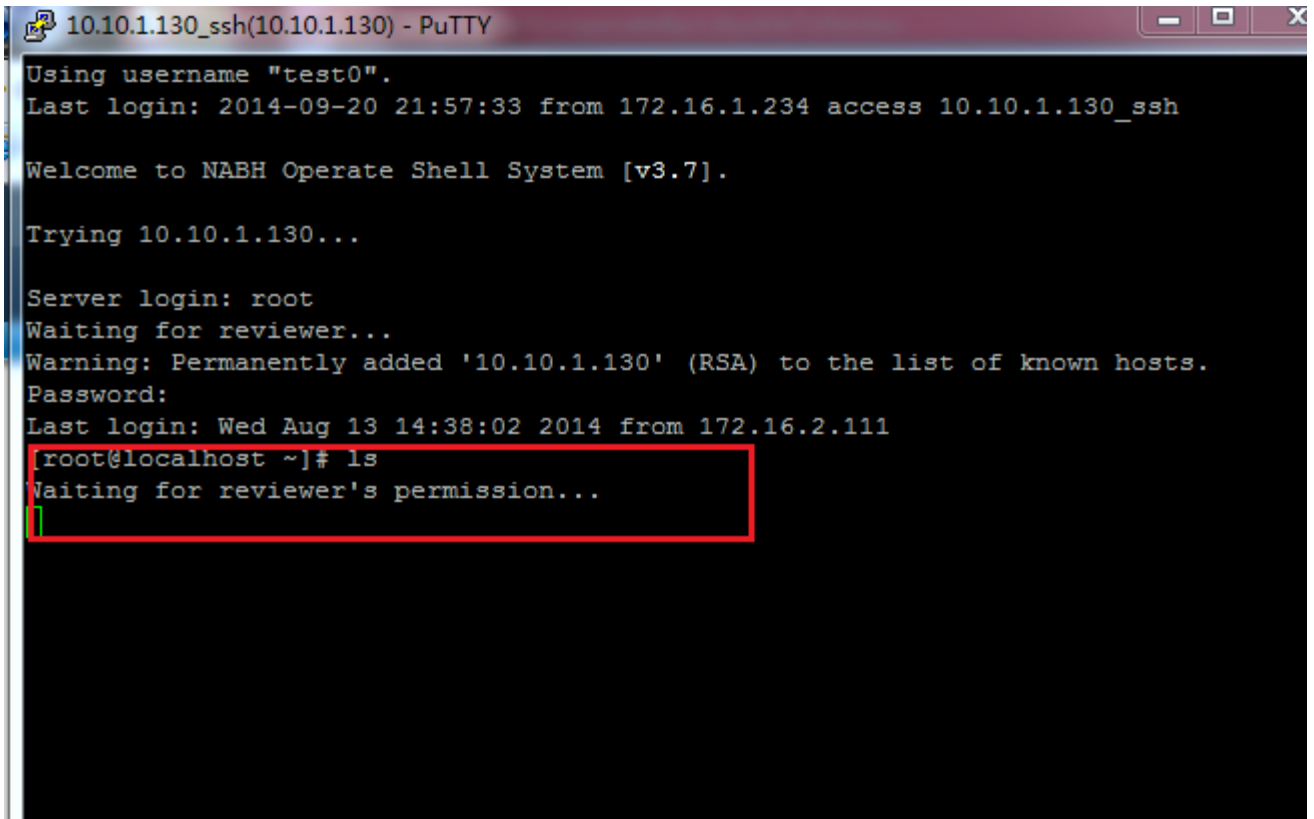 10.10.1.130_ssh(10.10.1.130) - PuTTY
Using username "test0".
Last login: 2014-09-20 21:57:33 from 172.16.1.234 access 10.10.1.130_ssh
Welcome to NABH Operate Shell System [v3.7].
Trying 10.10.1.130...
Server login: root
Waiting for reviewer...
Warning: Permanently added '10.10.1.130' (RSA) to the list of known hosts.
Password:
Last login: Wed Aug 13 14:38:02 2014 from 172.16.2.111
[root@localhost ~]# ls
Waiting for reviewer's permission...